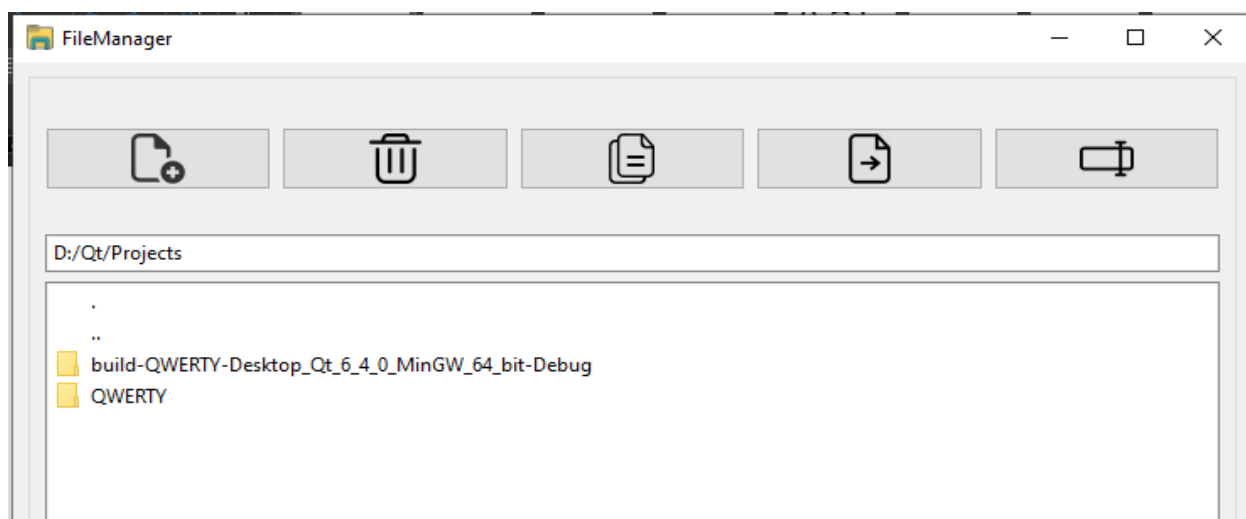 FileManager
D:/Qt/Projects
.
..
build-QWERTY-Desktop_Qt_6_4_0_MinGW_64_bit-Debug
QWERTY